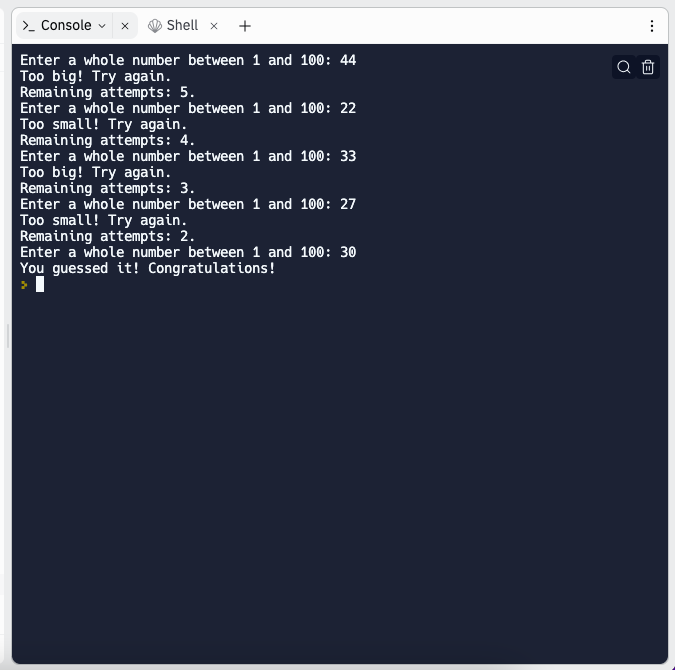 >_ Console
Shell
Enter a whole number between 1 and 100: 44
Too big! Try again.
Remaining attempts: 5.
Enter a whole number between 1 and 100: 22
Too small! Try again.
Remaining attempts: 4.
Enter a whole number between 1 and 100: 33
Too big! Try again.
Remaining attempts: 3.
Enter a whole number between 1 and 100: 27
Too small! Try again.
Remaining attempts: 2.
Enter a whole number between 1 and 100: 30
You guessed it! Congratulations!